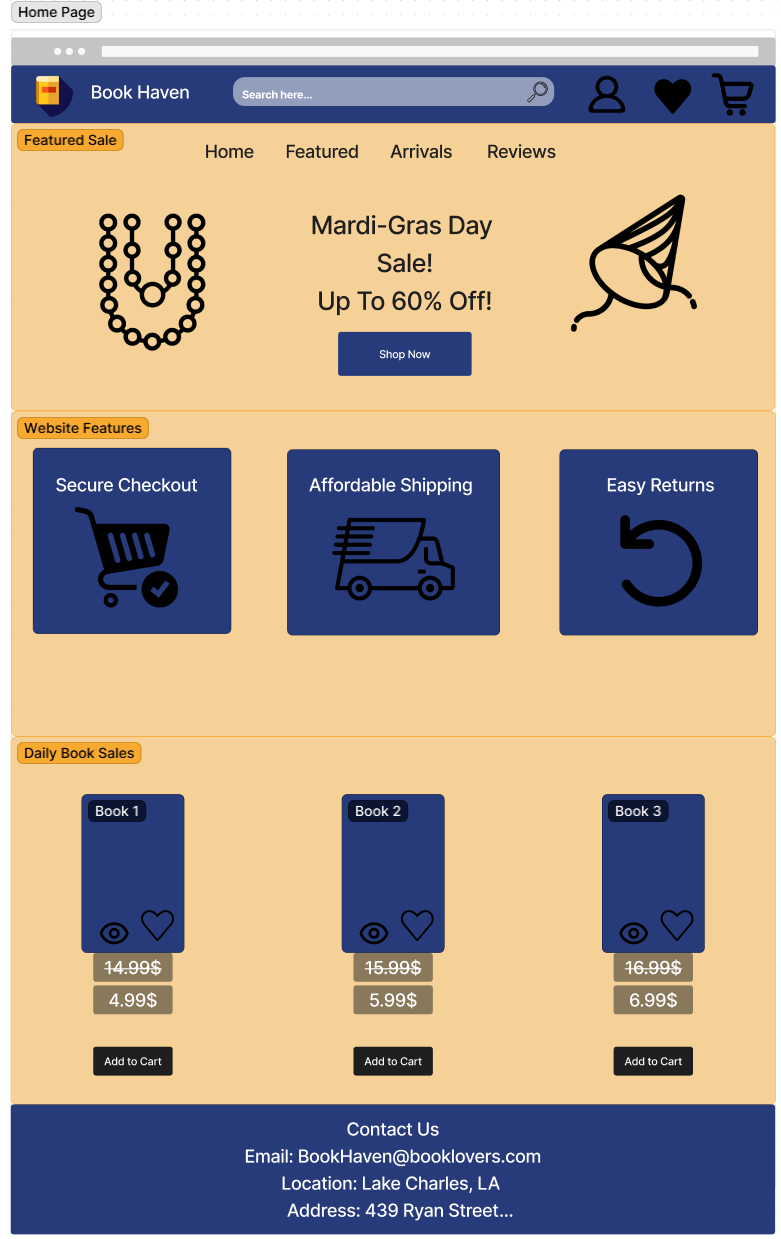 Home Page
Book Haven
Search here...
Featured Sale
Home Featured Arrivals Reviews
Mardi-Gras Day
Sale!
Up To 60% Off!
Shop Now
Website Features
Secure Checkout
Affordable Shipping
Easy Returns
Daily Book Sales
Book 1
Book 2
Book 3
14.99$
15.99$
16.99$
4.99$
5.99$
6.99$
Add to Cart
Add to Cart
Add to Cart
Contact Us
Email: BookHaven@booklovers.com
Location: Lake Charles, LA
Address: 439 Ryan Street...